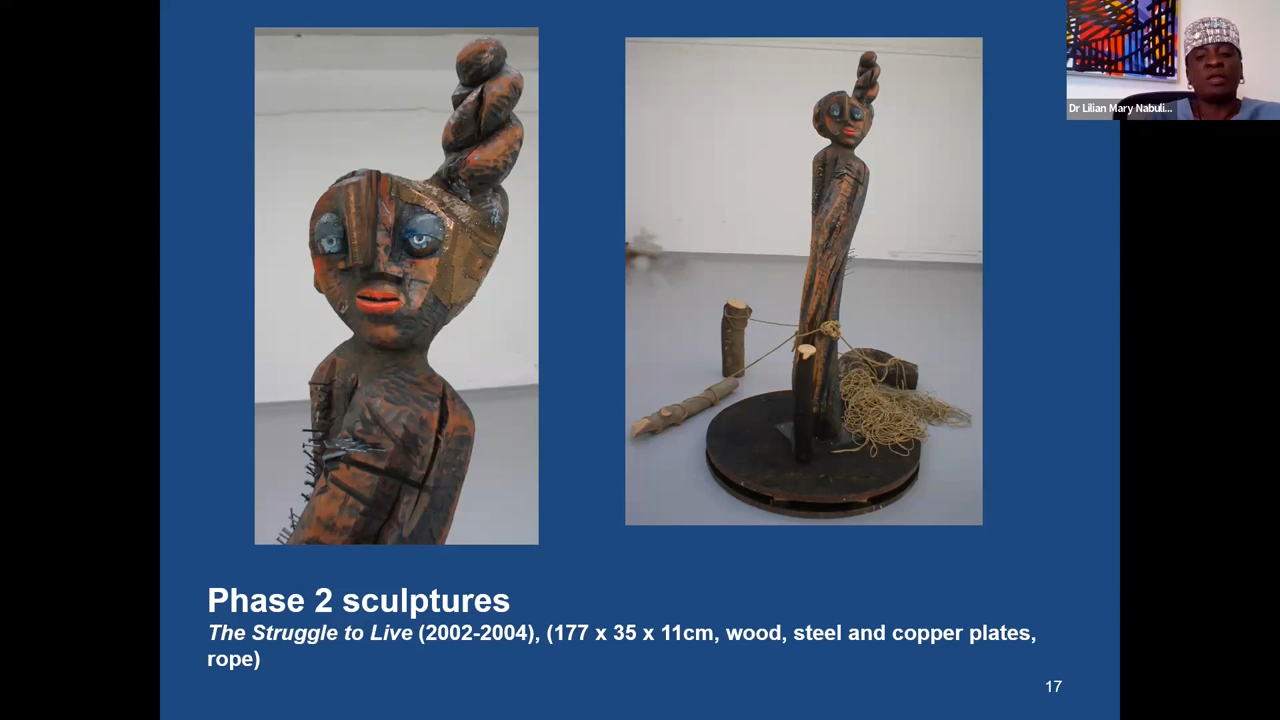 Dr Lilian Mary Nabuli...
Phase 2 sculptures
The Struggle to Live (2002-2004), (177 x 35 x 11cm, wood, steel and copper plates,
rope)
17